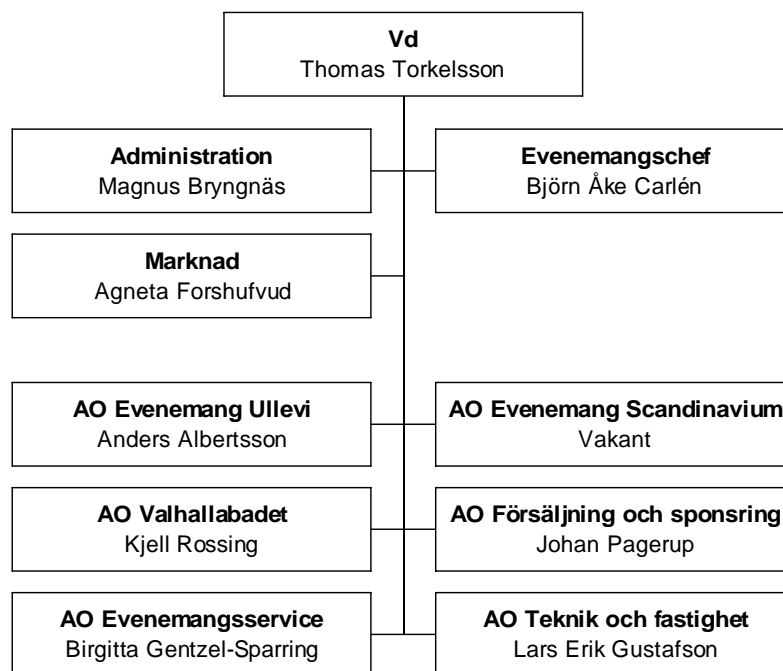 Vd
Thomas Torkelsson
Administration
Magnus Bryngnäs
Evenemangschef
Björn Åke Carlén
Marknad
Agneta Forshufvud
AO Evenemang Ullevi
Anders Albertsson
AO Evenemang Scandinavium
Vakant
AO Valhallabadet
Kjell Rossing
AO Försäljning och sponsring
Johan Pagerup
AO Evenemangsservice
Birgitta Gentzel-Sparring
AO Teknik och fastighet
Lars Erik Gustafson